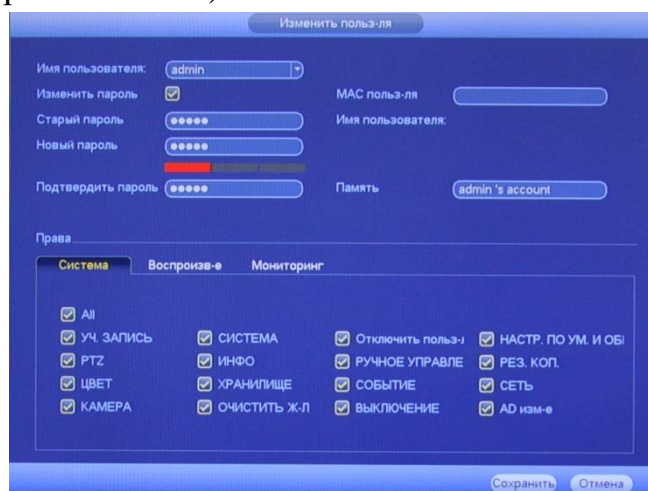 Изменить польз-ля
Имя пользователя: admin
Изменить пароль МАС польз-ля
Старый пароль ••••• Имя пользователя:
Новый пароль •••••
Подтвердить пароль ••••• Память admin 's account
Права
Система Воспроизв-е Мониторинг
All
УЧ. ЗАПИСЬ СИСТЕМА Отключить польз-л НАСТР. ПО УМ. И ОБІ
PTZ ИНФО РУЧНОЕ УПРАВЛЕ РЕЗ. КОП.
ЦВЕТ ХРАНИЛИЩЕ СОБЫТИЕ СЕТЬ
КАМЕРА ОЧИСТИТЬ Ж-Л ВЫКЛЮЧЕНИЕ AD изм-е
Сохранить Отмена